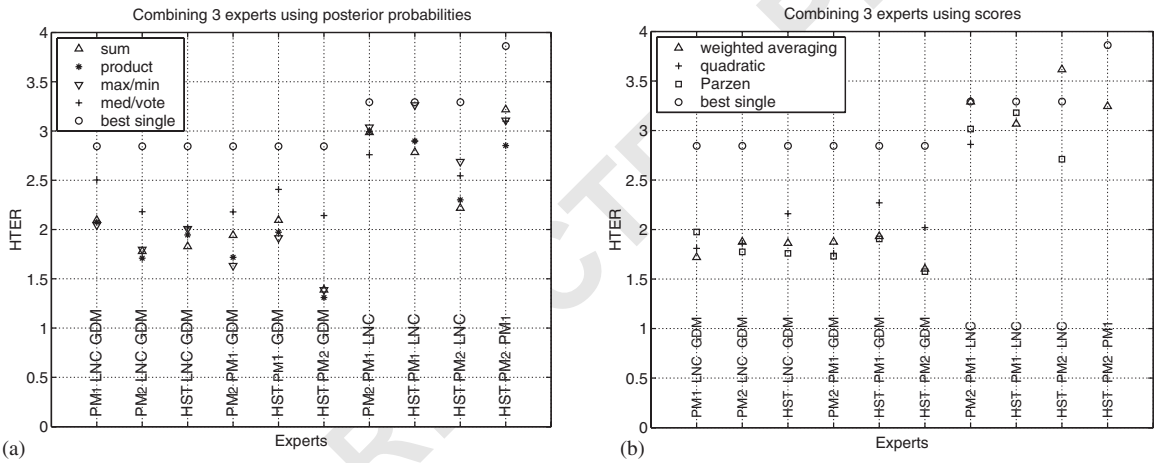 Combining 3 experts using posterior probabilities
4
3.5
3
2.5
2
1.5
1
0.5
0
HTER
sum
product
max/min
med/vote
best single
PM1 LNC GDM
PM2 LNC GDM
HST LNC GDM
PM2 PM1 GDM
HST PM1 GDM
HST PM2 GDM
PM2 PM1 LNC
HST PM1 LNC
HST PM2 LNC
HST PM2 PM1
Experts
(a)
Combining 3 experts using scores
4
3.5
3
2.5
2
1.5
1
0.5
0
HTER
weighted averaging
quadratic
Parzen
best single
PM1 LNC GDM
PM2 LNC GDM
HST LNC GDM
PM2 PM1 GDM
HST PM1 GDM
HST PM2 GDM
PM2 PM1 LNC
HST PM1 LNC
HST PM2 LNC
HST PM2 PM1
Experts
(b)